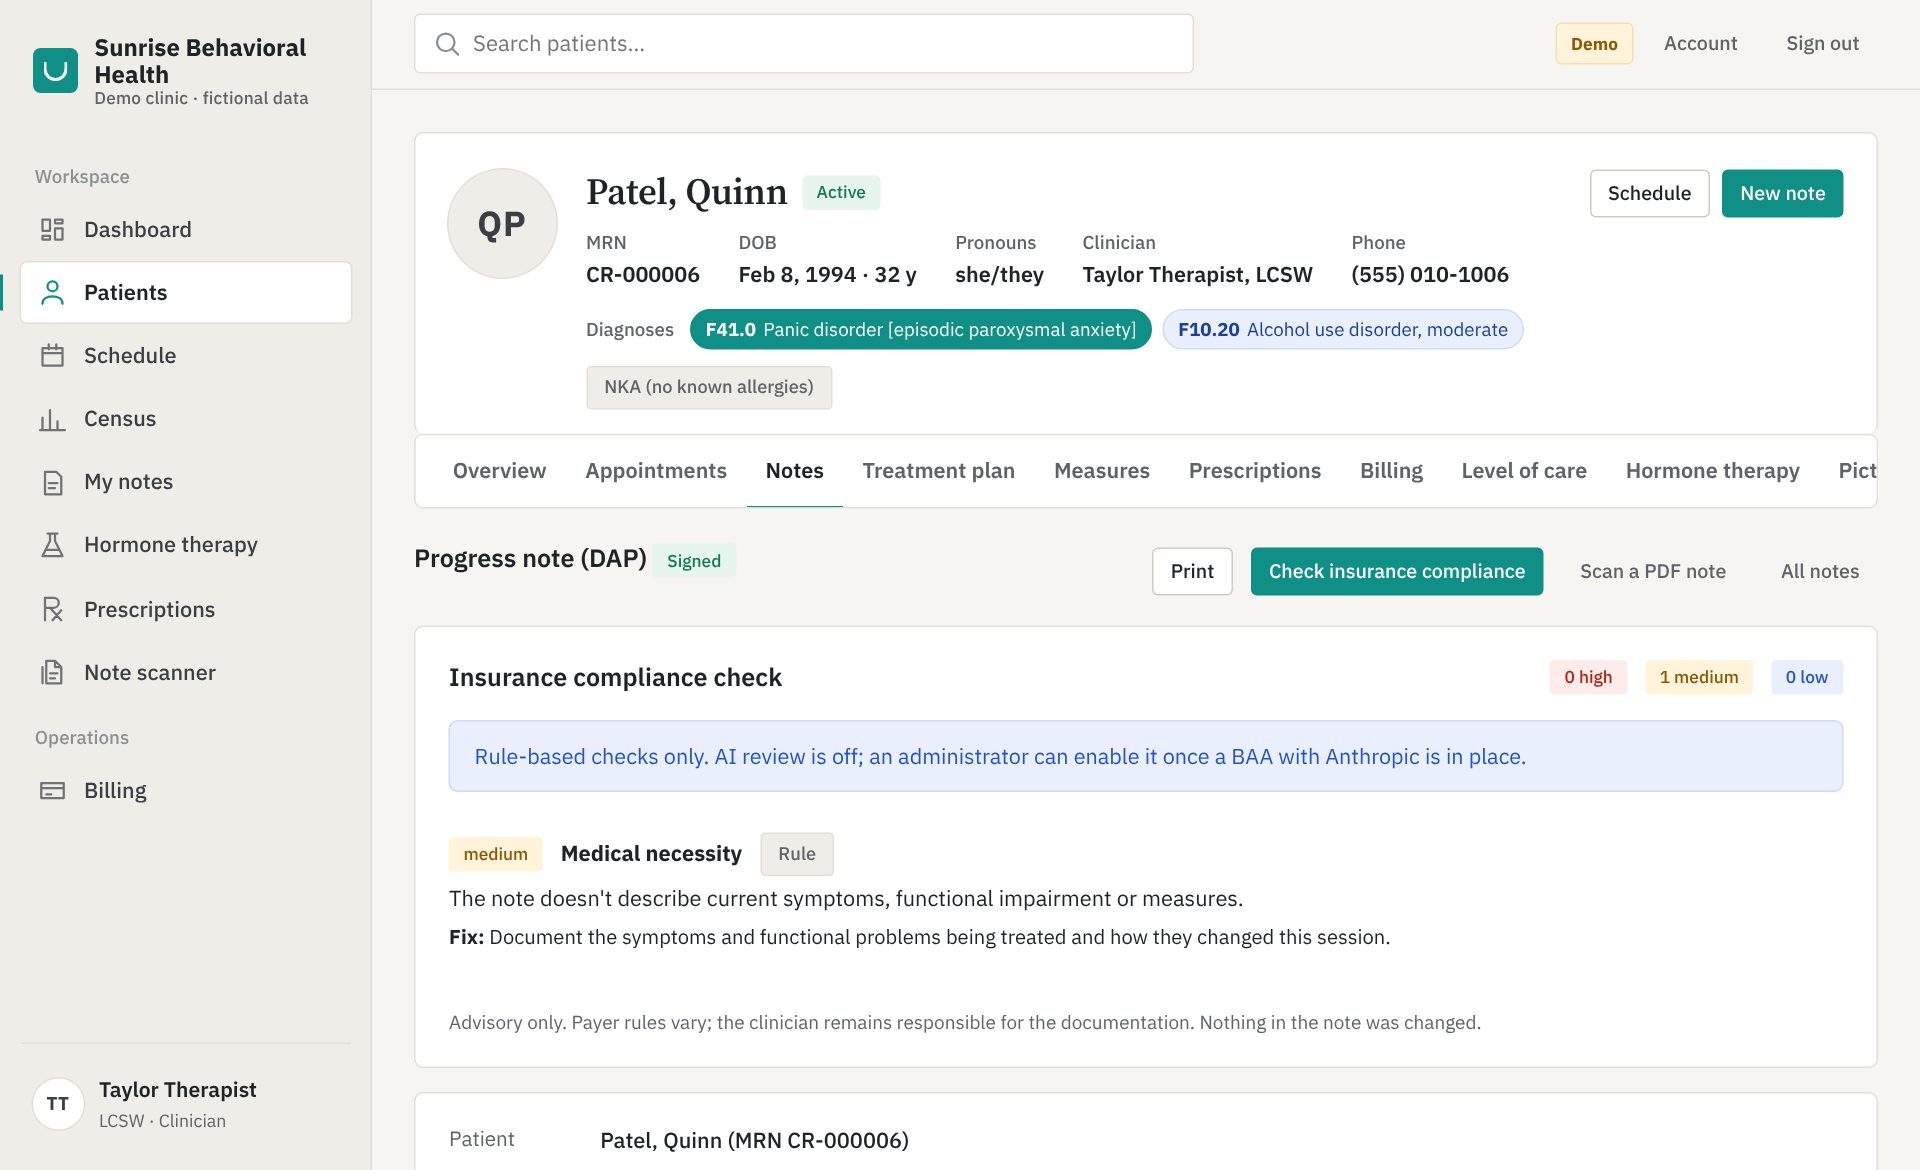 Sunrise Behavioral
Health
Demo clinic · fictional data
Workspace
Dashboard
Patients
Schedule
Census
My notes
Hormone therapy
Prescriptions
Note scanner
Operations
Billing
TT
Taylor Therapist
LCSW · Clinician
Search patients...
Demo
Account
Sign out
QP
Patel, Quinn
Active
Schedule
New note
MRN
CR-000006
DOB
Feb 8, 1994 · 32 y
Pronouns
she/they
Clinician
Taylor Therapist, LCSW
Phone
(555) 010-1006
Diagnoses
F41.0 Panic disorder [episodic paroxysmal anxiety]
F10.20 Alcohol use disorder, moderate
NKA (no known allergies)
Overview
Appointments
Notes
Treatment plan
Measures
Prescriptions
Billing
Level of care
Hormone therapy
Pict
Progress note (DAP)
Signed
Print
Check insurance compliance
Scan a PDF note
All notes
Insurance compliance check
0 high
1 medium
0 low
Rule-based checks only. AI review is off; an administrator can enable it once a BAA with Anthropic is in place.
medium
Medical necessity
Rule
The note doesn't describe current symptoms, functional impairment or measures.
Fix: Document the symptoms and functional problems being treated and how they changed this session.
Advisory only. Payer rules vary; the clinician remains responsible for the documentation. Nothing in the note was changed.
Patient
Patel, Quinn (MRN CR-000006)